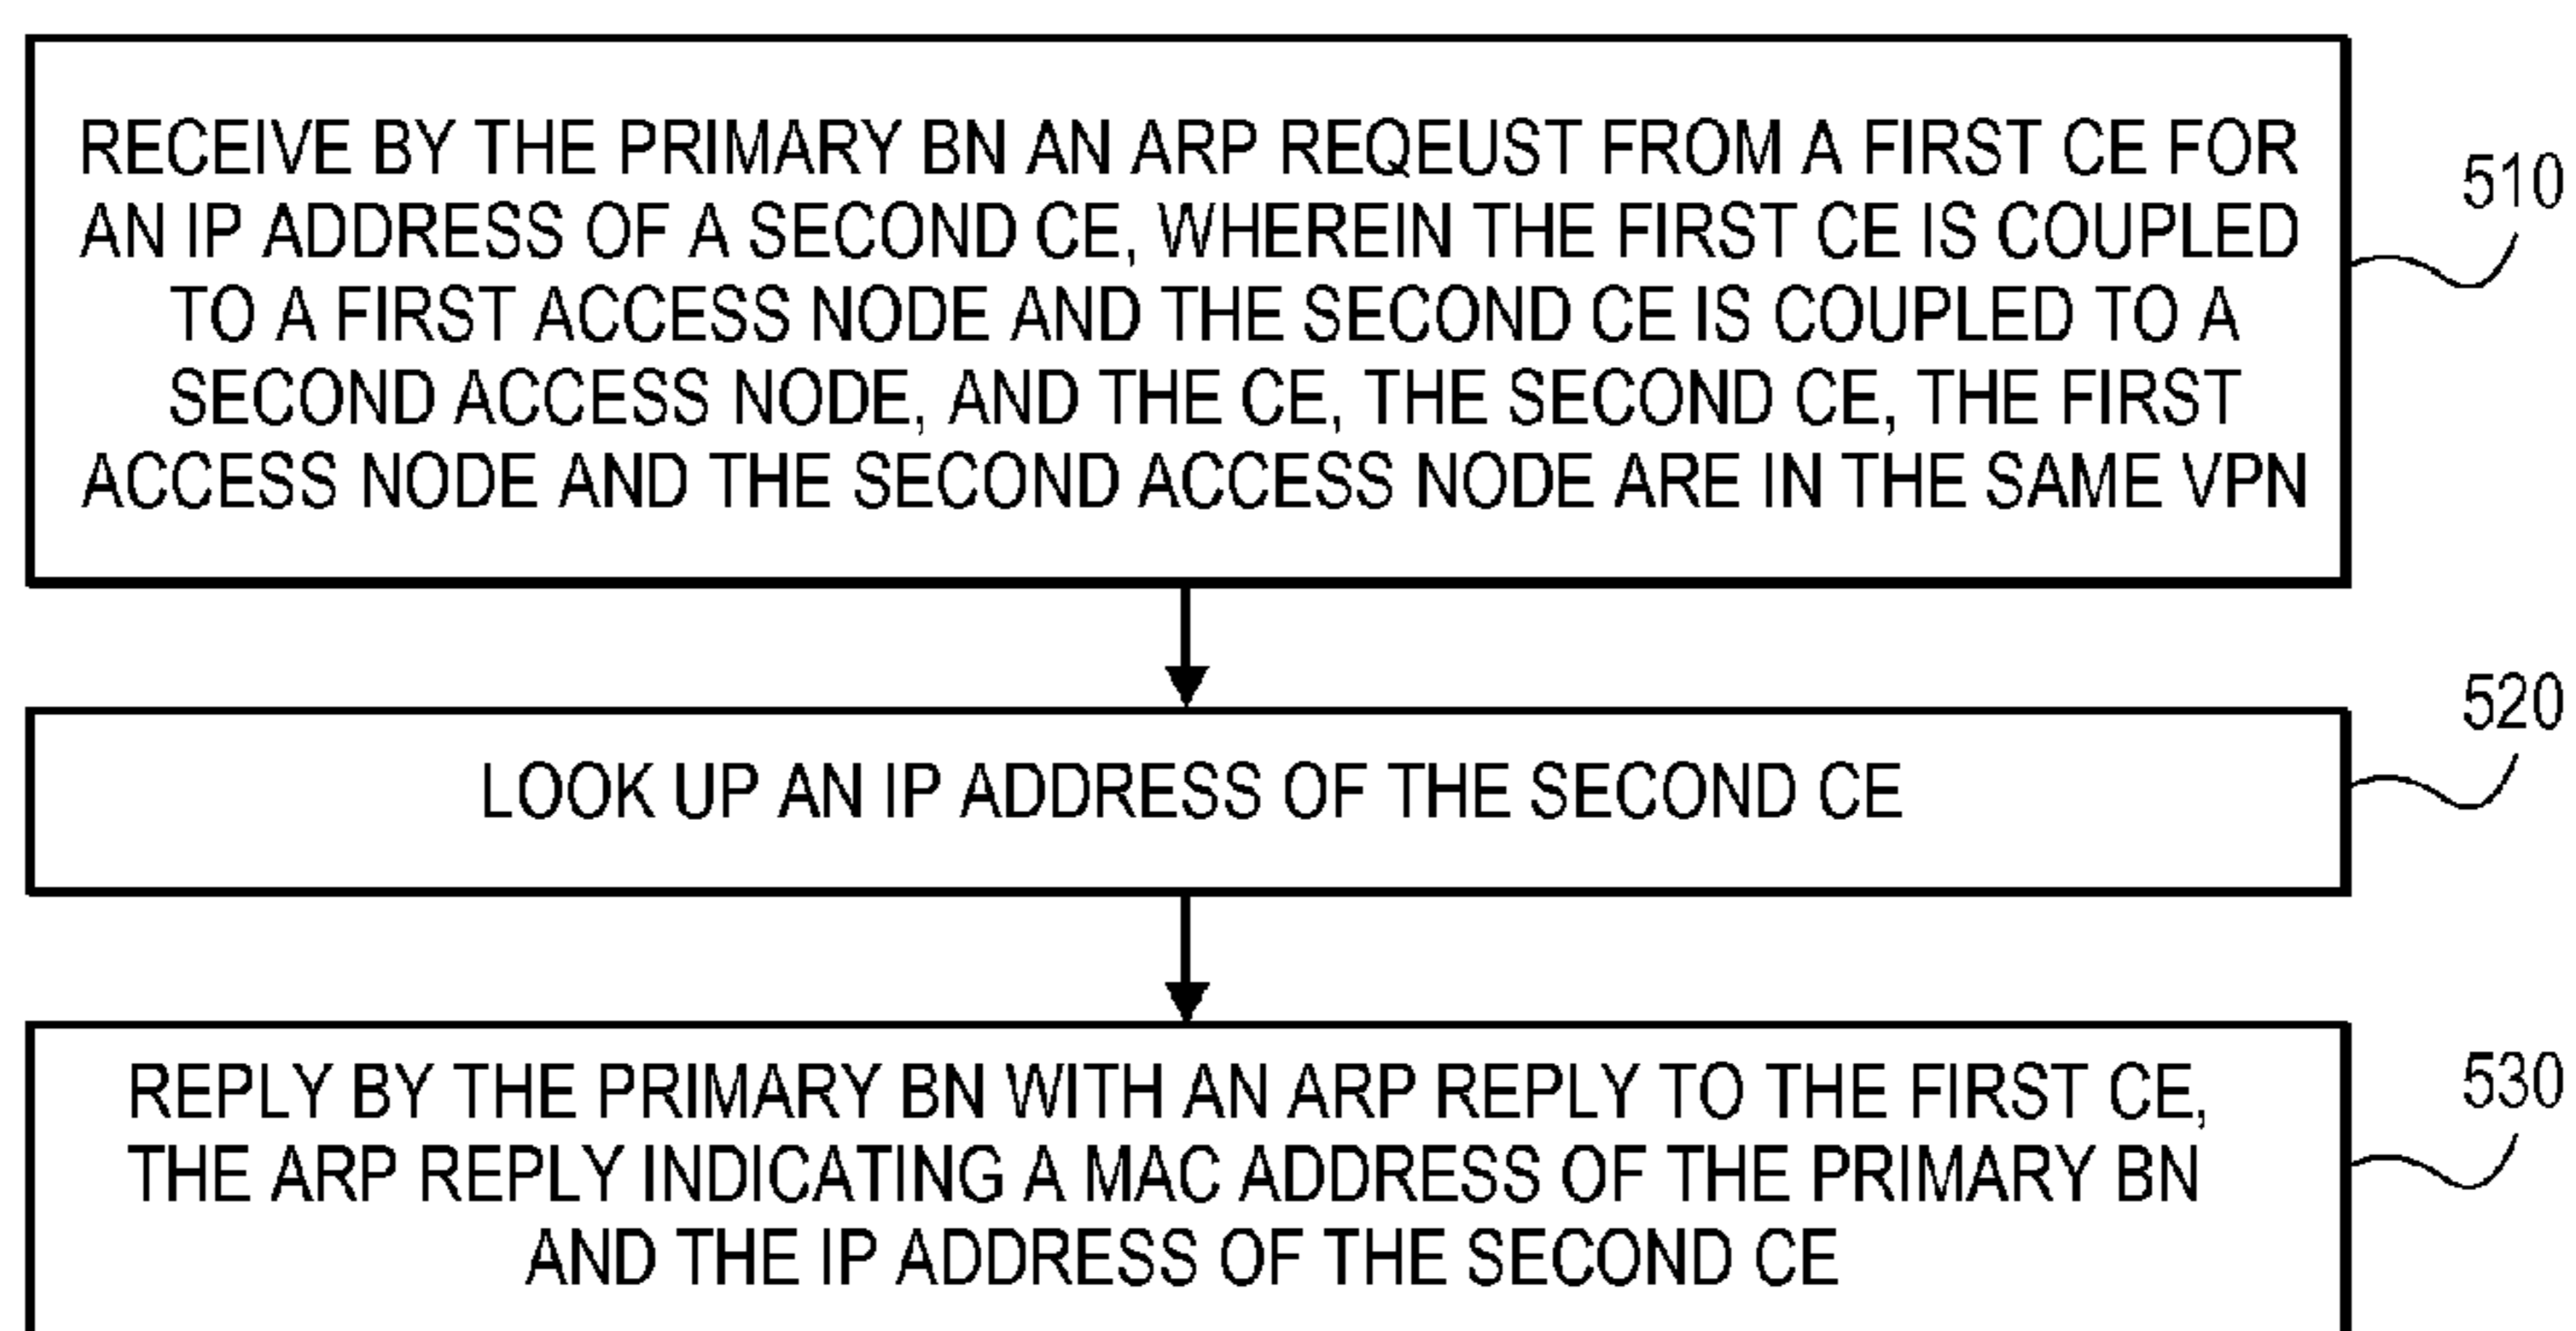 RECEIVE BY THE PRIMARY BN AN ARP REQEUST FROM A FIRST CE FOR
AN IP ADDRESS OF A SECOND CE, WHEREIN THE FIRST CE IS COUPLED
TO A FIRST ACCESS NODE AND THE SECOND CE IS COUPLED TO A
SECOND ACCESS NODE, AND THE CE, THE SECOND CE, THE FIRST
ACCESS NODE AND THE SECOND ACCESS NODE ARE IN THE SAME VPN
510
LOOK UP AN IP ADDRESS OF THE SECOND CE
520
REPLY BY THE PRIMARY BN WITH AN ARP REPLY TO THE FIRST CE,
THE ARP REPLY INDICATING A MAC ADDRESS OF THE PRIMARY BN
AND THE IP ADDRESS OF THE SECOND CE
530